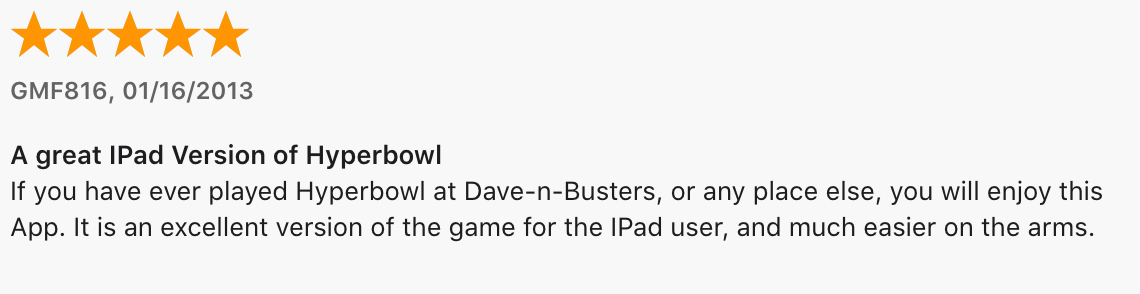 GMF816, 01/16/2013
A great IPad Version of Hyperbowl
If you have ever played Hyperbowl at Dave-n-Busters, or any place else, you will enjoy this
App. It is an excellent version of the game for the IPad user, and much easier on the arms.